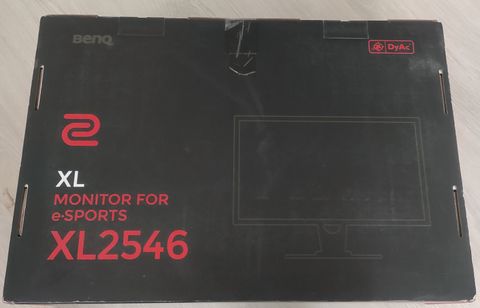 BenQ
DyAc
XL
MONITOR FOR
e-SPORTS
XL2546